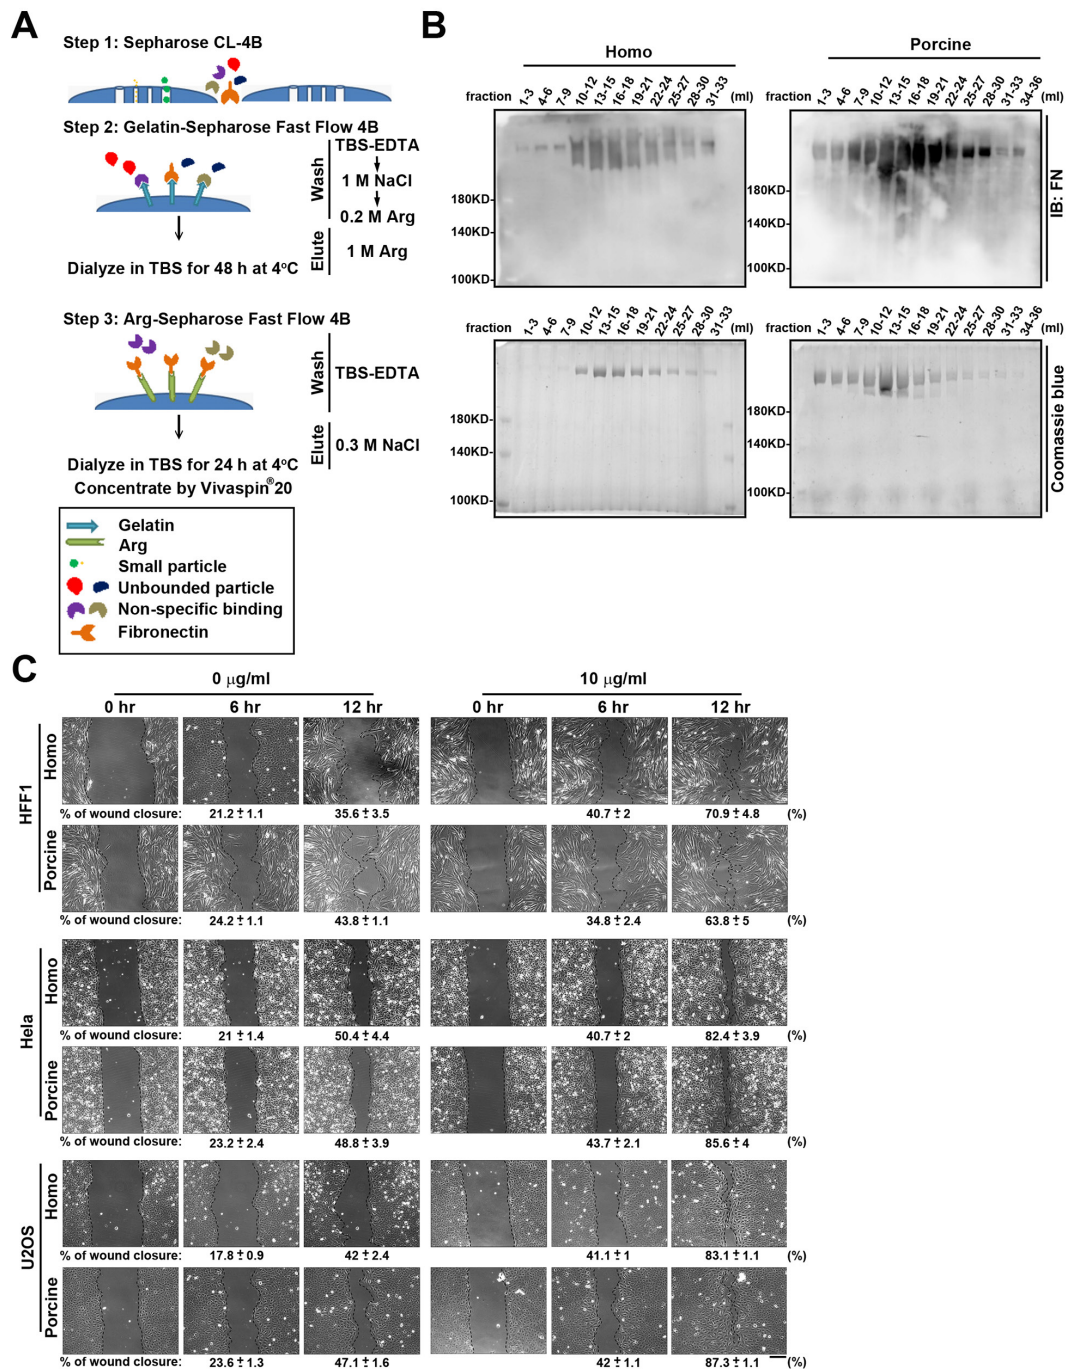 A
Step 1: Sepharose CL-4B
Step 2: Gelatin-Sepharose Fast Flow 4B
Wash
TBS-EDTA
1 M NaCl
0.2 M Arg
Elute
1 M Arg
Dialyze in TBS for 48 h at 4°C
Step 3: Arg-Sepharose Fast Flow 4B
Wash
TBS-EDTA
Elute
0.3 M NaCl
Dialyze in TBS for 24 h at 4°C
Concentrate by Vivaspin®20
Gelatin
Arg
Small particle
Unbounded particle
Non-specific binding
Fibronectin
B
Homo
Porcine
fraction 1-3 4-6 7-9 10-12 13-15 16-18 19-21 22-24 25-27 28-30 31-33 (ml)
fraction 1-3 4-6 7-9 10-12 13-15 16-18 19-21 22-24 25-27 28-30 31-33 34-36 (ml)
180KD
140KD
100KD
180KD
140KD
100KD
IB: FN
fraction 1-3 4-6 7-9 10-12 13-15 16-18 19-21 22-24 25-27 28-30 31-33
fraction 1-3 4-6 7-9 10-12 13-15 16-18 19-21 22-24 25-27 28-30 31-33 34-36
180KD
140KD
100KD
180KD
140KD
100KD
Coomassie blue
C
0 μg/ml 10 μg/ml
0 hr 6 hr 12 hr 0 hr 6 hr 12 hr
HFF1
Homo
% of wound closure: 21.2 ± 1.1 35.6 ± 3.5 40.7 ± 2 70.9 ± 4.8 (%)
Porcine
% of wound closure: 24.2 ± 1.1 43.8 ± 1.1 34.8 ± 2.4 63.8 ± 5 (%)
Hela
Homo
% of wound closure: 21 ± 1.4 50.4 ± 4.4 40.7 ± 2 82.4 ± 3.9 (%)
Porcine
% of wound closure: 23.2 ± 2.4 48.8 ± 3.9 43.7 ± 2.1 85.6 ± 4 (%)
U2OS
Homo
% of wound closure: 17.8 ± 0.9 42 ± 2.4 41.1 ± 1 83.1 ± 1.1 (%)
Porcine
% of wound closure: 23.6 ± 1.3 47.1 ± 1.6 42 ± 1.1 87.3 ± 1.1 (%)